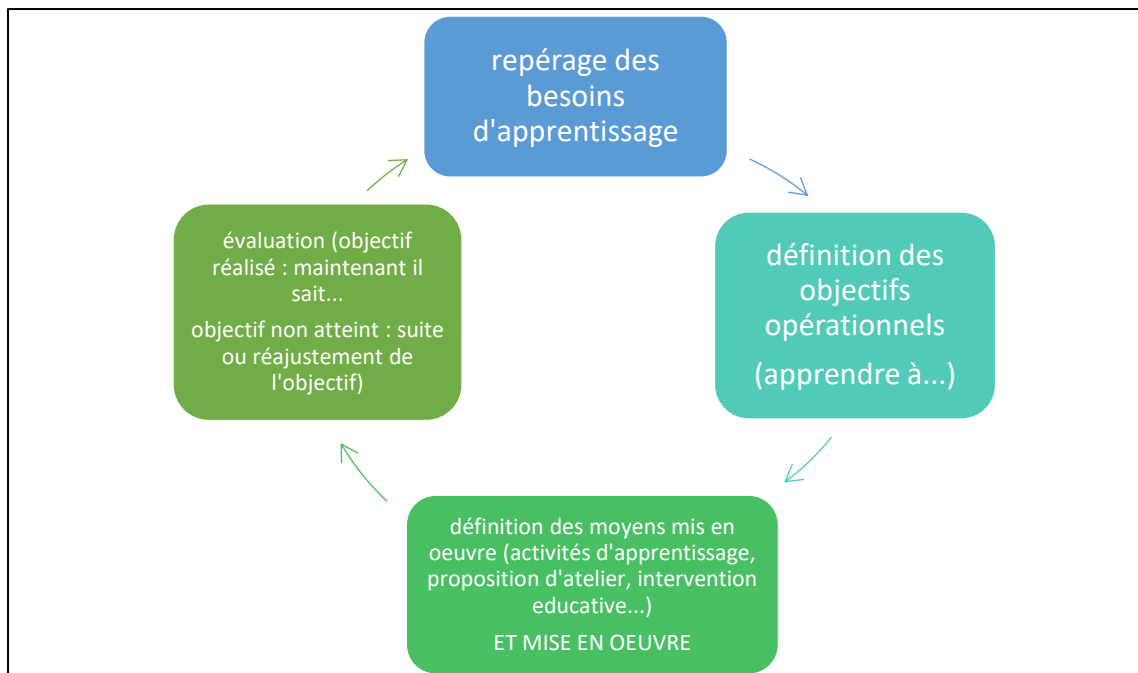 repérage des
besoins
d'apprentissage
définition des
objectifs
opérationnels
(apprendre à...)
définition des moyens mis en
oeuvre (activités d'apprentissage,
proposition d'atelier, intervention
educative...)
ET MISE EN OEUVRE
évaluation (objectif
réalisé : maintenant il
sait...
objectif non atteint : suite
ou réajustement de
l'objectif)